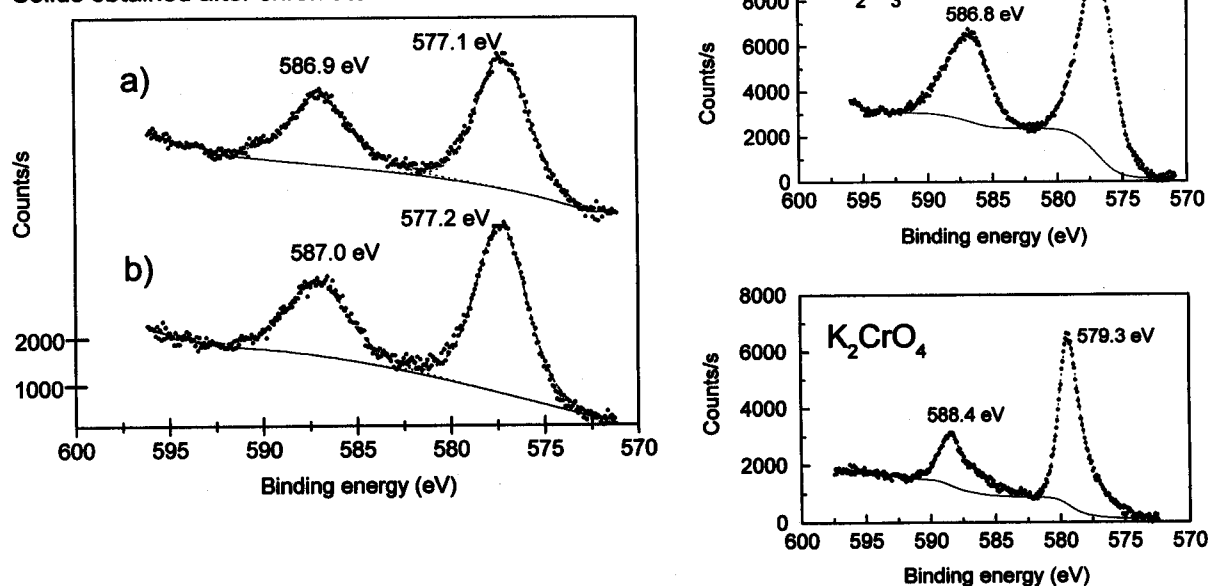 a)
586.9 eV
577.1 eV
b)
587.0 eV
577.2 eV
Counts/s
2000
1000
600 595 590 585 580 575 570
Binding energy (eV)
2 3
586.8 eV
Counts/s
8000
6000
4000
2000
0
600 595 590 585 580 575 570
Binding energy (eV)
K2CrO4
579.3 eV
588.4 eV
Counts/s
8000
6000
4000
2000
0
600 595 590 585 580 575 570
Binding energy (eV)